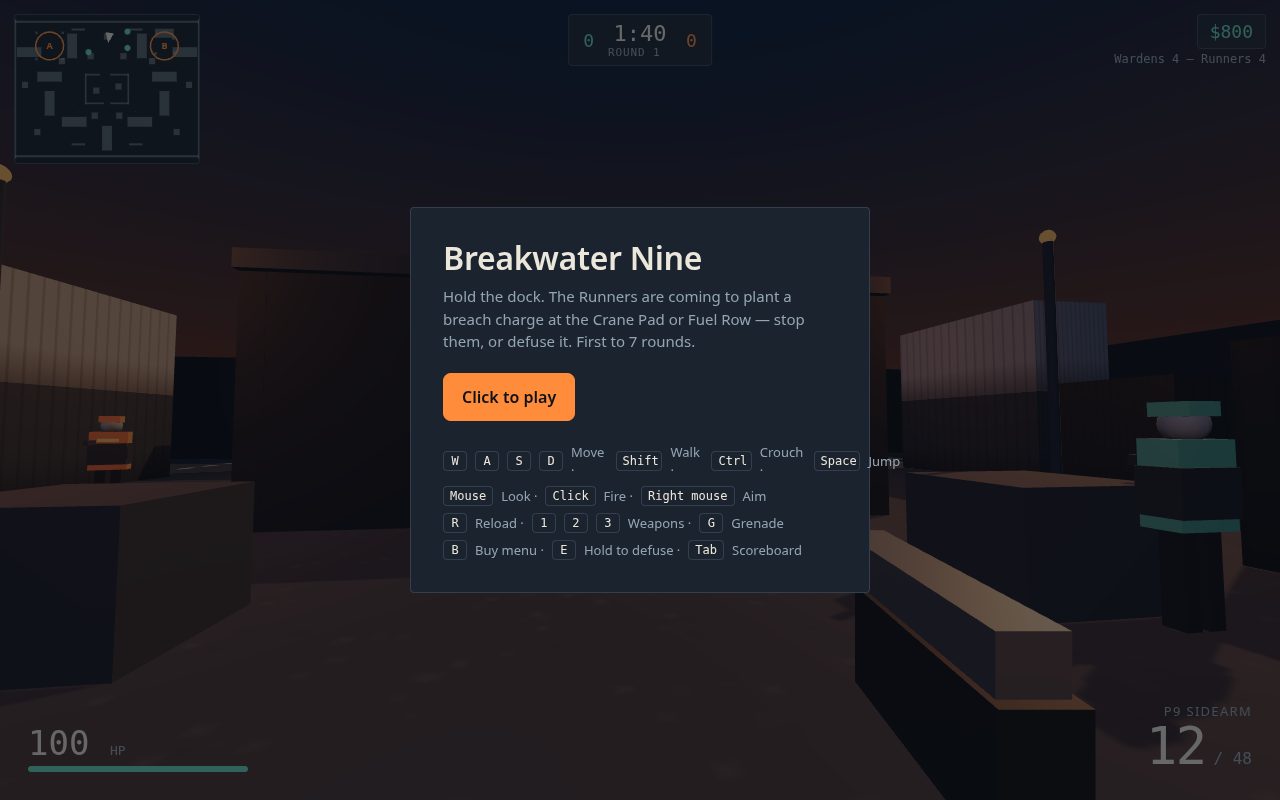 A B
0 1:40 0
ROUND 1
$800
Wardens 4 — Runners 4
Breakwater Nine
Hold the dock. The Runners are coming to plant a
breach charge at the Crane Pad or Fuel Row — stop
them, or defuse it. First to 7 rounds.
Click to play
W A S D Move · Shift Walk · Ctrl Crouch · Space Jump
Mouse Look · Click Fire · Right mouse Aim
R Reload · 1 2 3 Weapons · G Grenade
B Buy menu · E Hold to defuse · Tab Scoreboard
P9 SIDEARM
100 HP
12 / 48